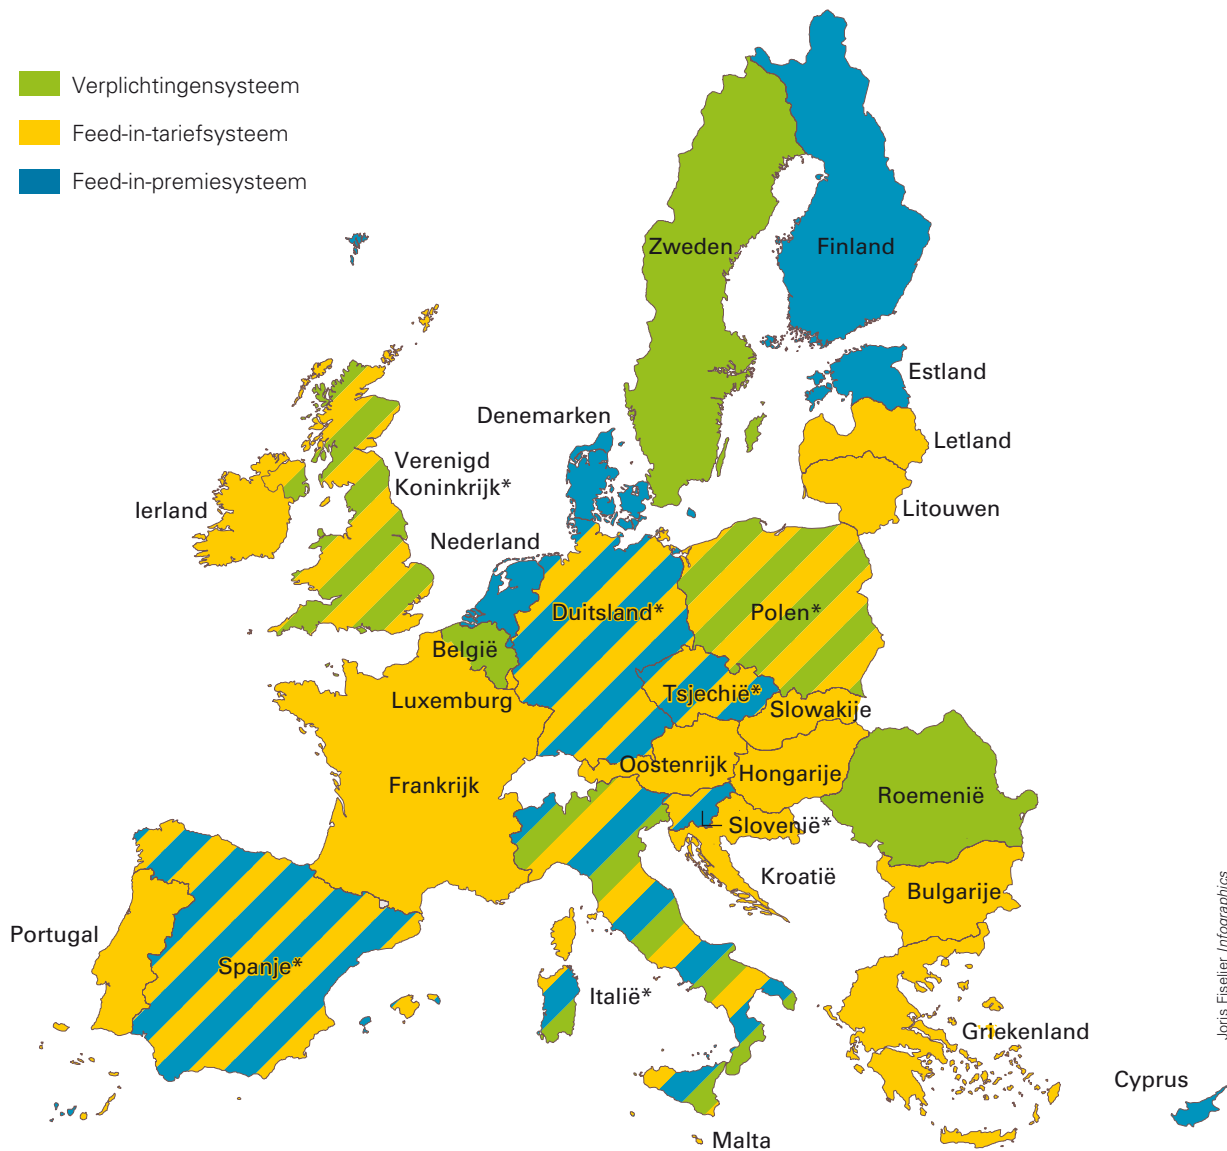 Verplichtingensysteem
Feed-in-tariefsysteem
Feed-in-premiesysteem
Zweden
Finland
Estland
Denemarken
Letland
Verenigd
Koninkrijk*
Ierland
Litouwen
Nederland
Duitsland*
Polen*
België
Tsjechië*
Luxemburg
Slowakije
Oostenrijk
Hongarije
Frankrijk
Roemenië
Slovenië*
Kroatië
Bulgarije
Portugal
Spanje*
Italië*
Griekenland
Cyprus
Malta
Joris Fiselier Infographics